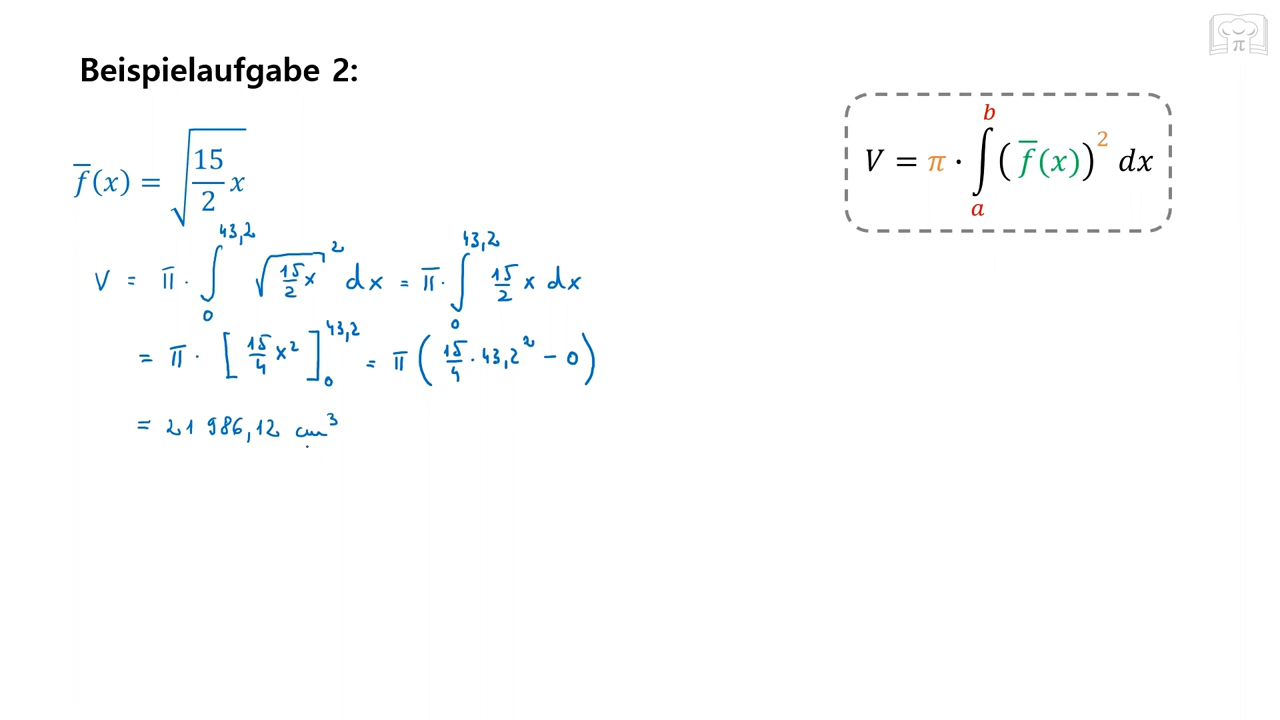 Beispielaufgabe 2:
V = π · ∫ₐᵇ (f̅(x))² dx
f̅(x) = √(15/2 x)
V = π · ∫₀^43,2 √(15/2 x)² dx = π · ∫₀^43,2 15/2 x dx
= π · [15/4 x²]₀^43,2 = π (15/4 · 43,2² − 0)
= 21 986,12 cm³
π